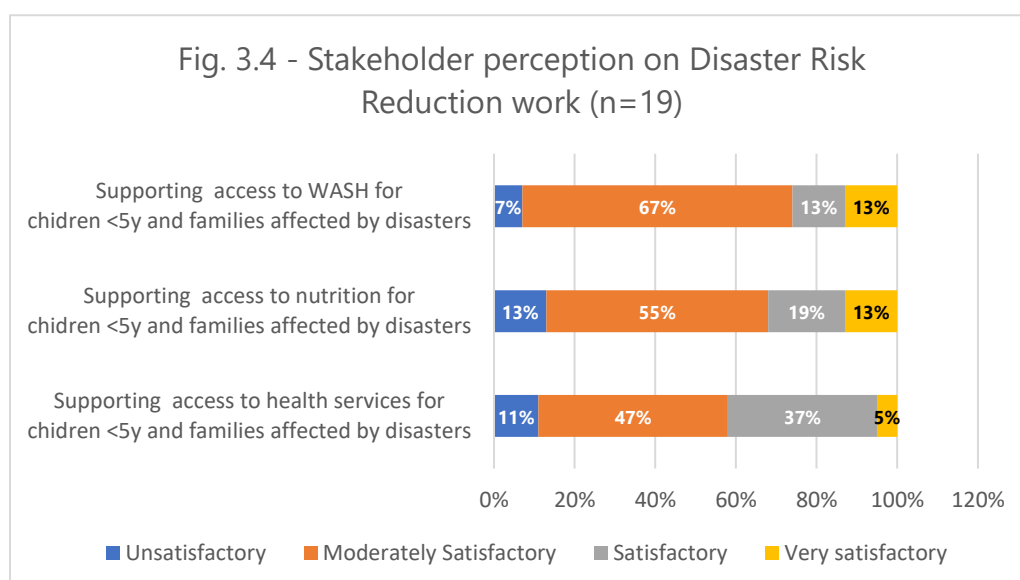 Fig. 3.4 - Stakeholder perception on Disaster Risk
Reduction work (n=19)
Supporting access to WASH for
chidren <5y and families affected by disasters
7% 67% 13% 13%
Supporting access to nutrition for
chidren <5y and families affected by disasters
13% 55% 19% 13%
Supporting access to health services for
chidren <5y and families affected by disasters
11% 47% 37% 5%
0% 20% 40% 60% 80% 100% 120%
Unsatisfactory Moderately Satisfactory Satisfactory Very satisfactory